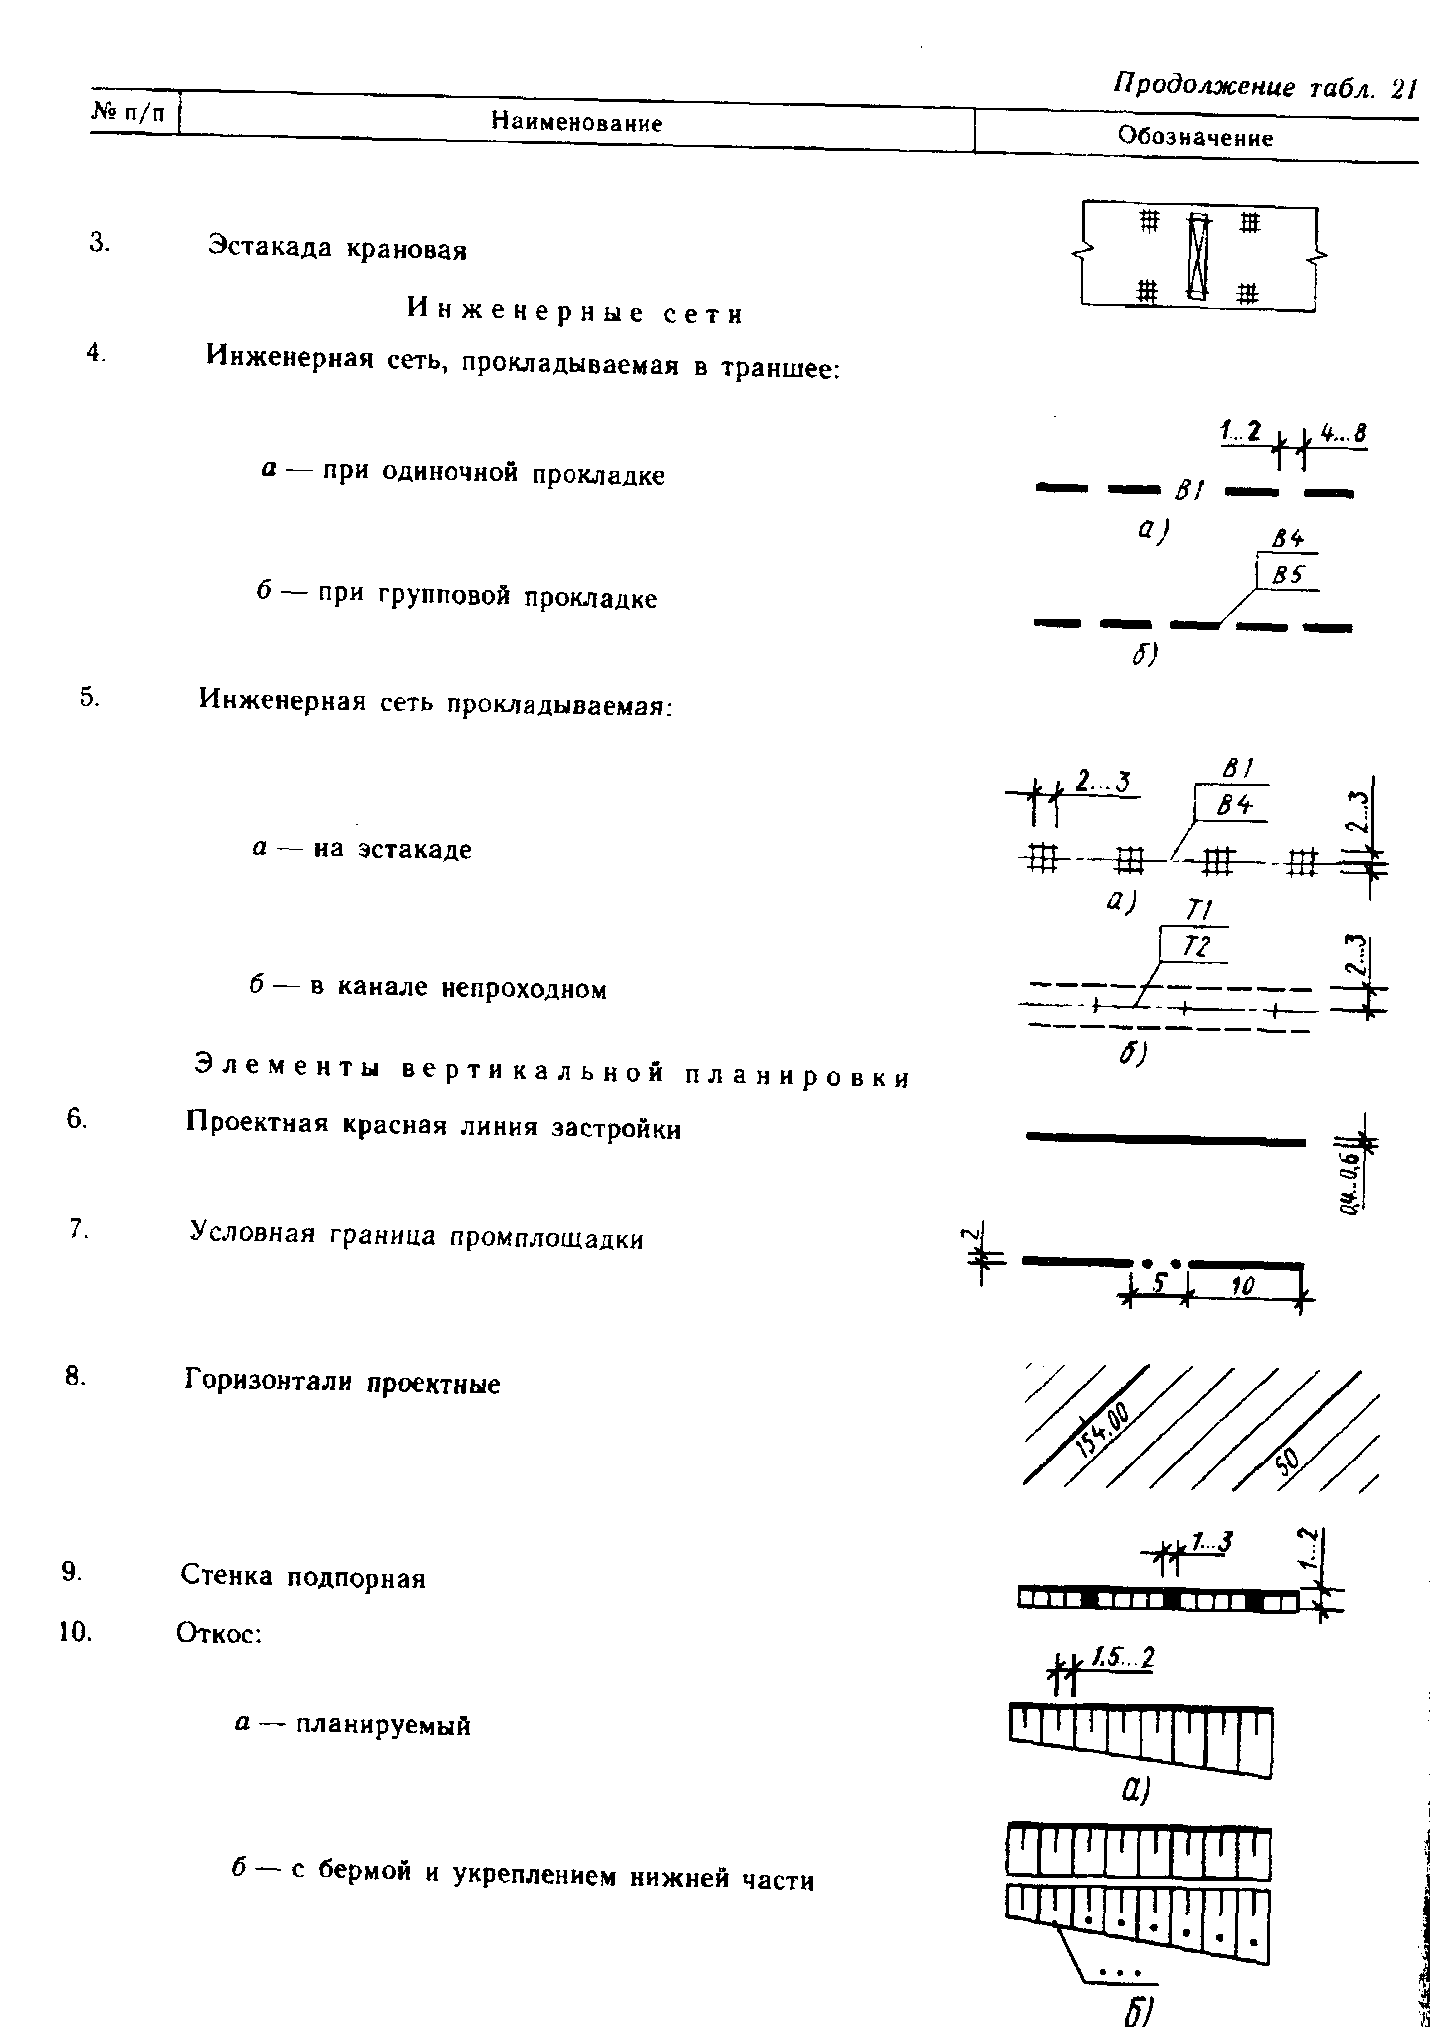 Продолжение табл. 21
№ п/п Наименование Обозначение
3. Эстакада крановая
Инженерные сети
4. Инженерная сеть, прокладываемая в траншее:
1...2 4...8
а — при одиночной прокладке
В1
а)
В4
В5
б — при групповой прокладке
б)
5. Инженерная сеть прокладываемая:
В1
2...3
В4
2...3
а — на эстакаде
а)
Т1
Т2
2...3
б — в канале непроходном
б)
Элементы вертикальной планировки
6. Проектная красная линия застройки
0,4...0,6
7. Условная граница промплощадки
2
5 10
8. Горизонтали проектные
154.00
50
1...3
1...2
9. Стенка подпорная
10. Откос:
1.5...2
а — планируемый
а)
б — с бермой и укреплением нижней части
б)